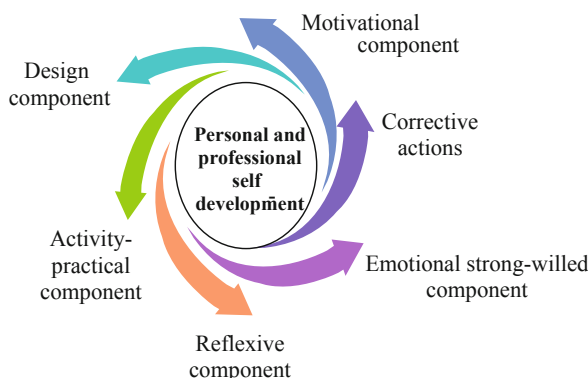 Motivational
component
Design
component
Personal and
professional
self
development
Corrective
actions
Activity-
practical
component
Emotional strong-willed
component
Reflexive
component